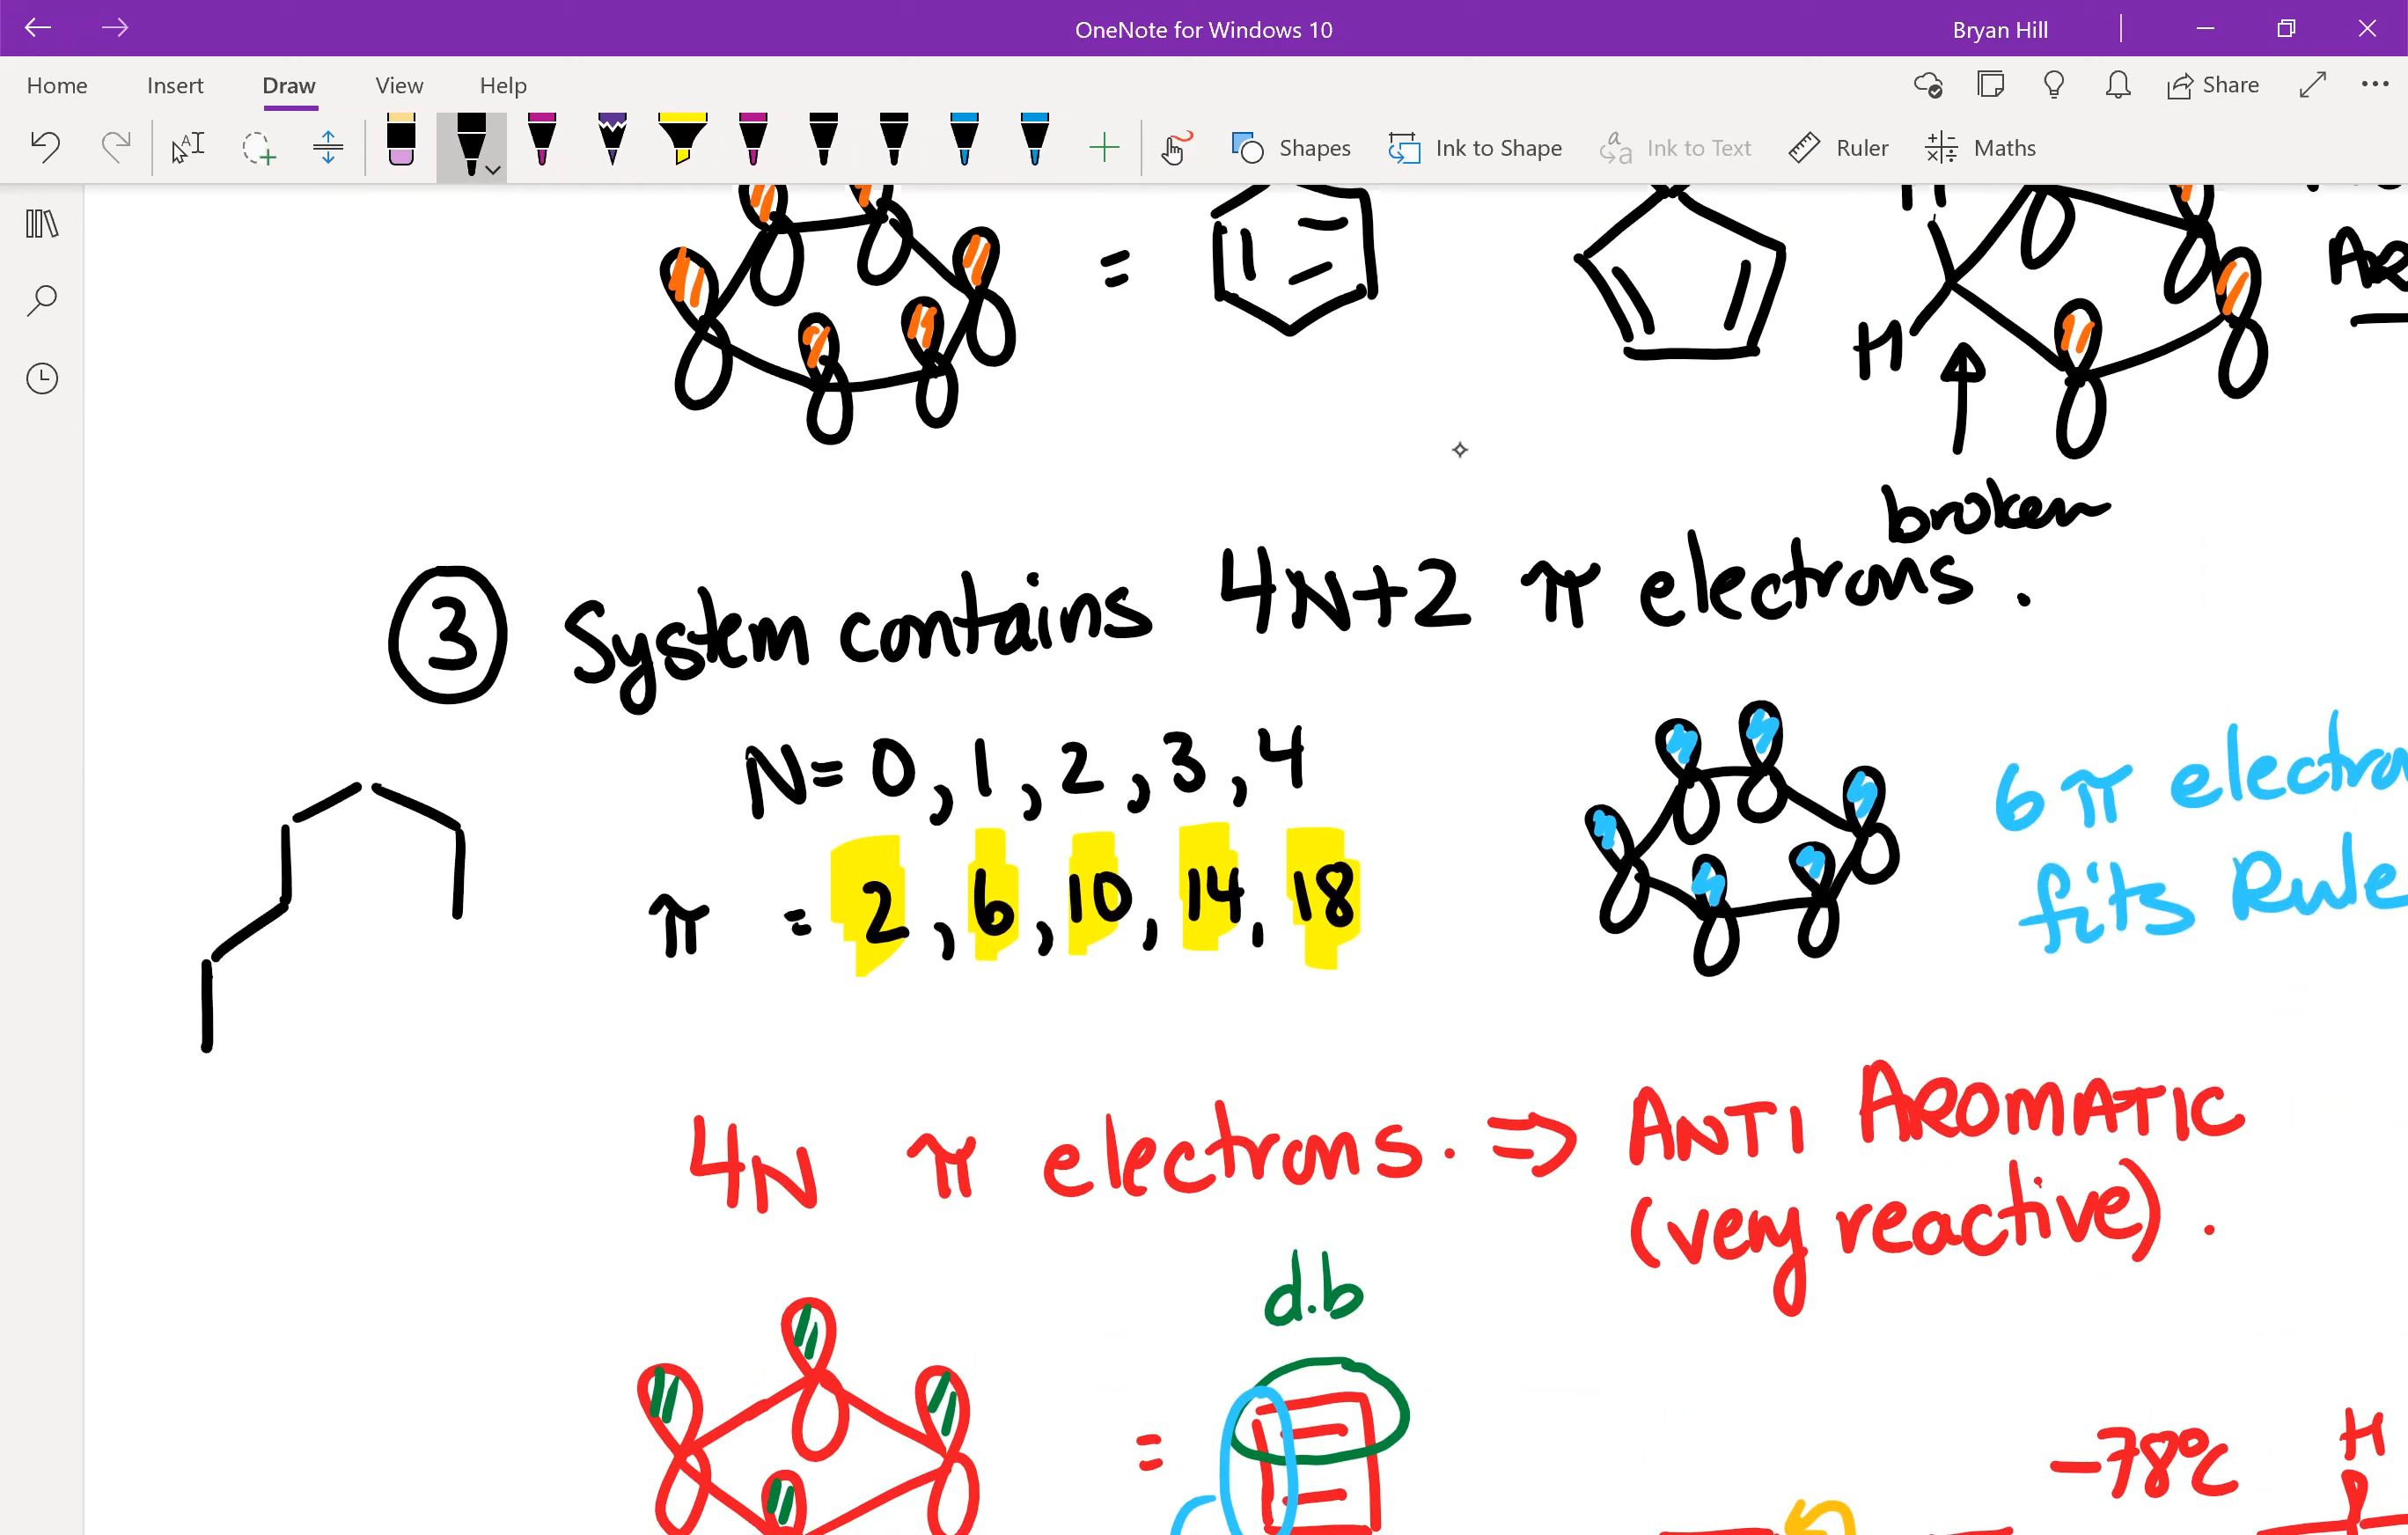 OneNote for Windows 10
Bryan Hill
Home Insert Draw View Help
Share
Shapes Ink to Shape Ink to Text Ruler Maths
=
H
H
AR
broken
3 System contains 4N+2 π electrons.
N= 0, 1, 2, 3, 4
π = 2, 6, 10, 14, 18
6 π electro
fits Rule
4N π electrons. => ANTI AROMATIC
(very reactive).
d.b
=
-78°C
H